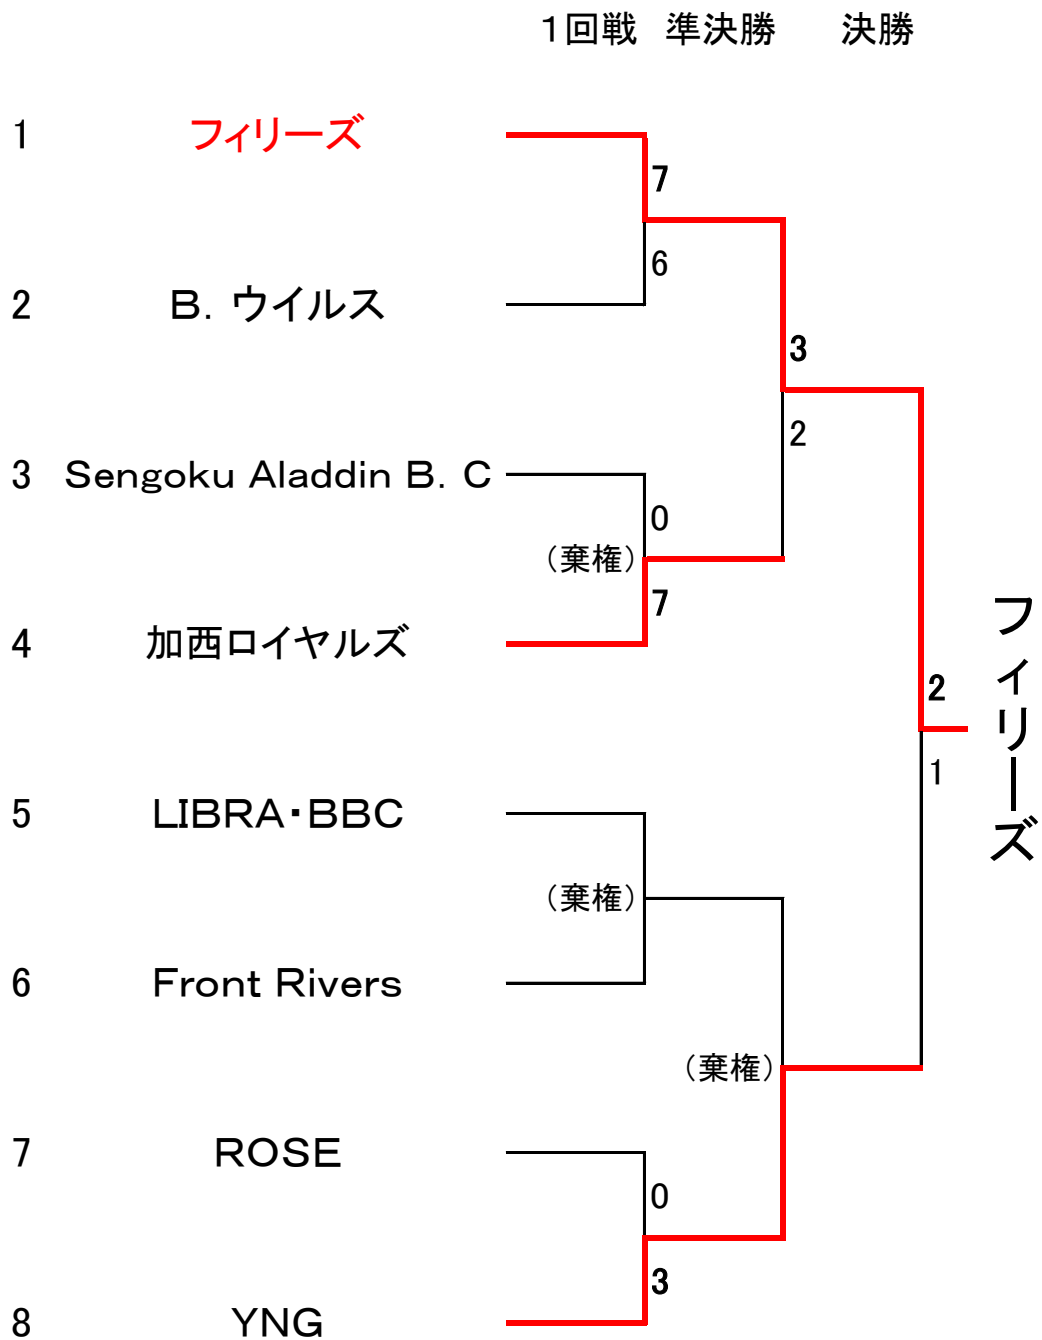 1回戦 準決勝 決勝
1 フィリーズ
7
6
2 B. ウイルス
3
2
3 Sengoku Aladdin B. C
0
(棄権)
7
4 加西ロイヤルズ
フィリーズ
2
1
5 LIBRA・BBC
(棄権)
6 Front Rivers
(棄権)
7 ROSE
0
3
8 YNG